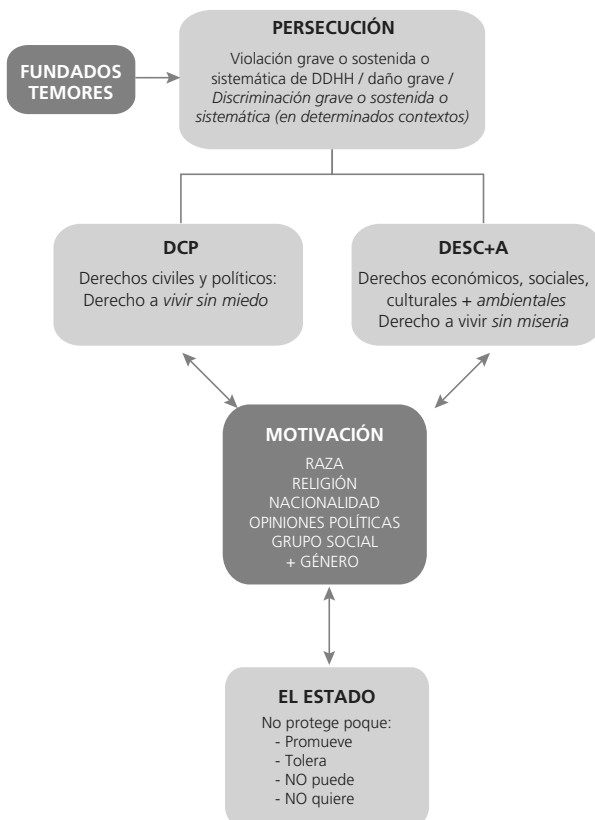 FUNDADOS
TEMORES
PERSECUCIÓN
Violación grave o sostenida o
sistemática de DDHH / daño grave /
Discriminación grave o sostenida o
sistemática (en determinados contextos)
DCP
Derechos civiles y políticos:
Derecho a vivir sin miedo
DESC+A
Derechos económicos, sociales,
culturales + ambientales
Derecho a vivir sin miseria
MOTIVACIÓN
RAZA
RELIGIÓN
NACIONALIDAD
OPINIONES POLÍTICAS
GRUPO SOCIAL
+ GÉNERO
EL ESTADO
No protege poque:
- Promueve
- Tolera
- NO puede
- NO quiere